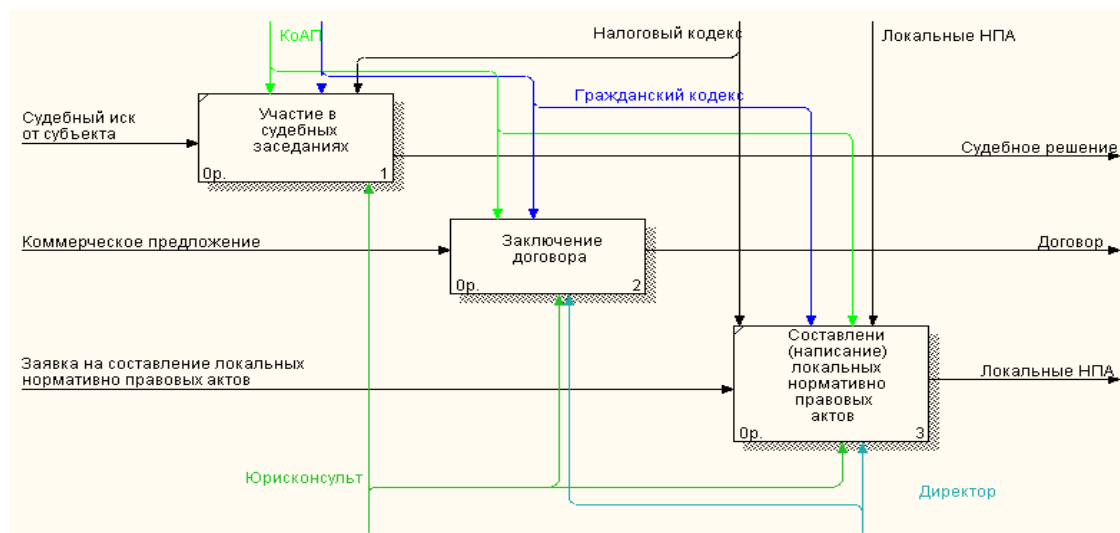 КоАП
Налоговый кодекс
Локальные НПА
Гражданский кодекс
Судебный иск
от субъекта
Участие в
судебных
заседаниях
0р.
1
Судебное решение
Коммерческое предложение
Заключение
договора
0р.
2
Договор
Заявка на составление локальных
нормативно правовых актов
Составлени
(написание)
локальных
нормативно
правовых
актов
0р.
3
Локальные НПА
Юрисконсульт
Директор